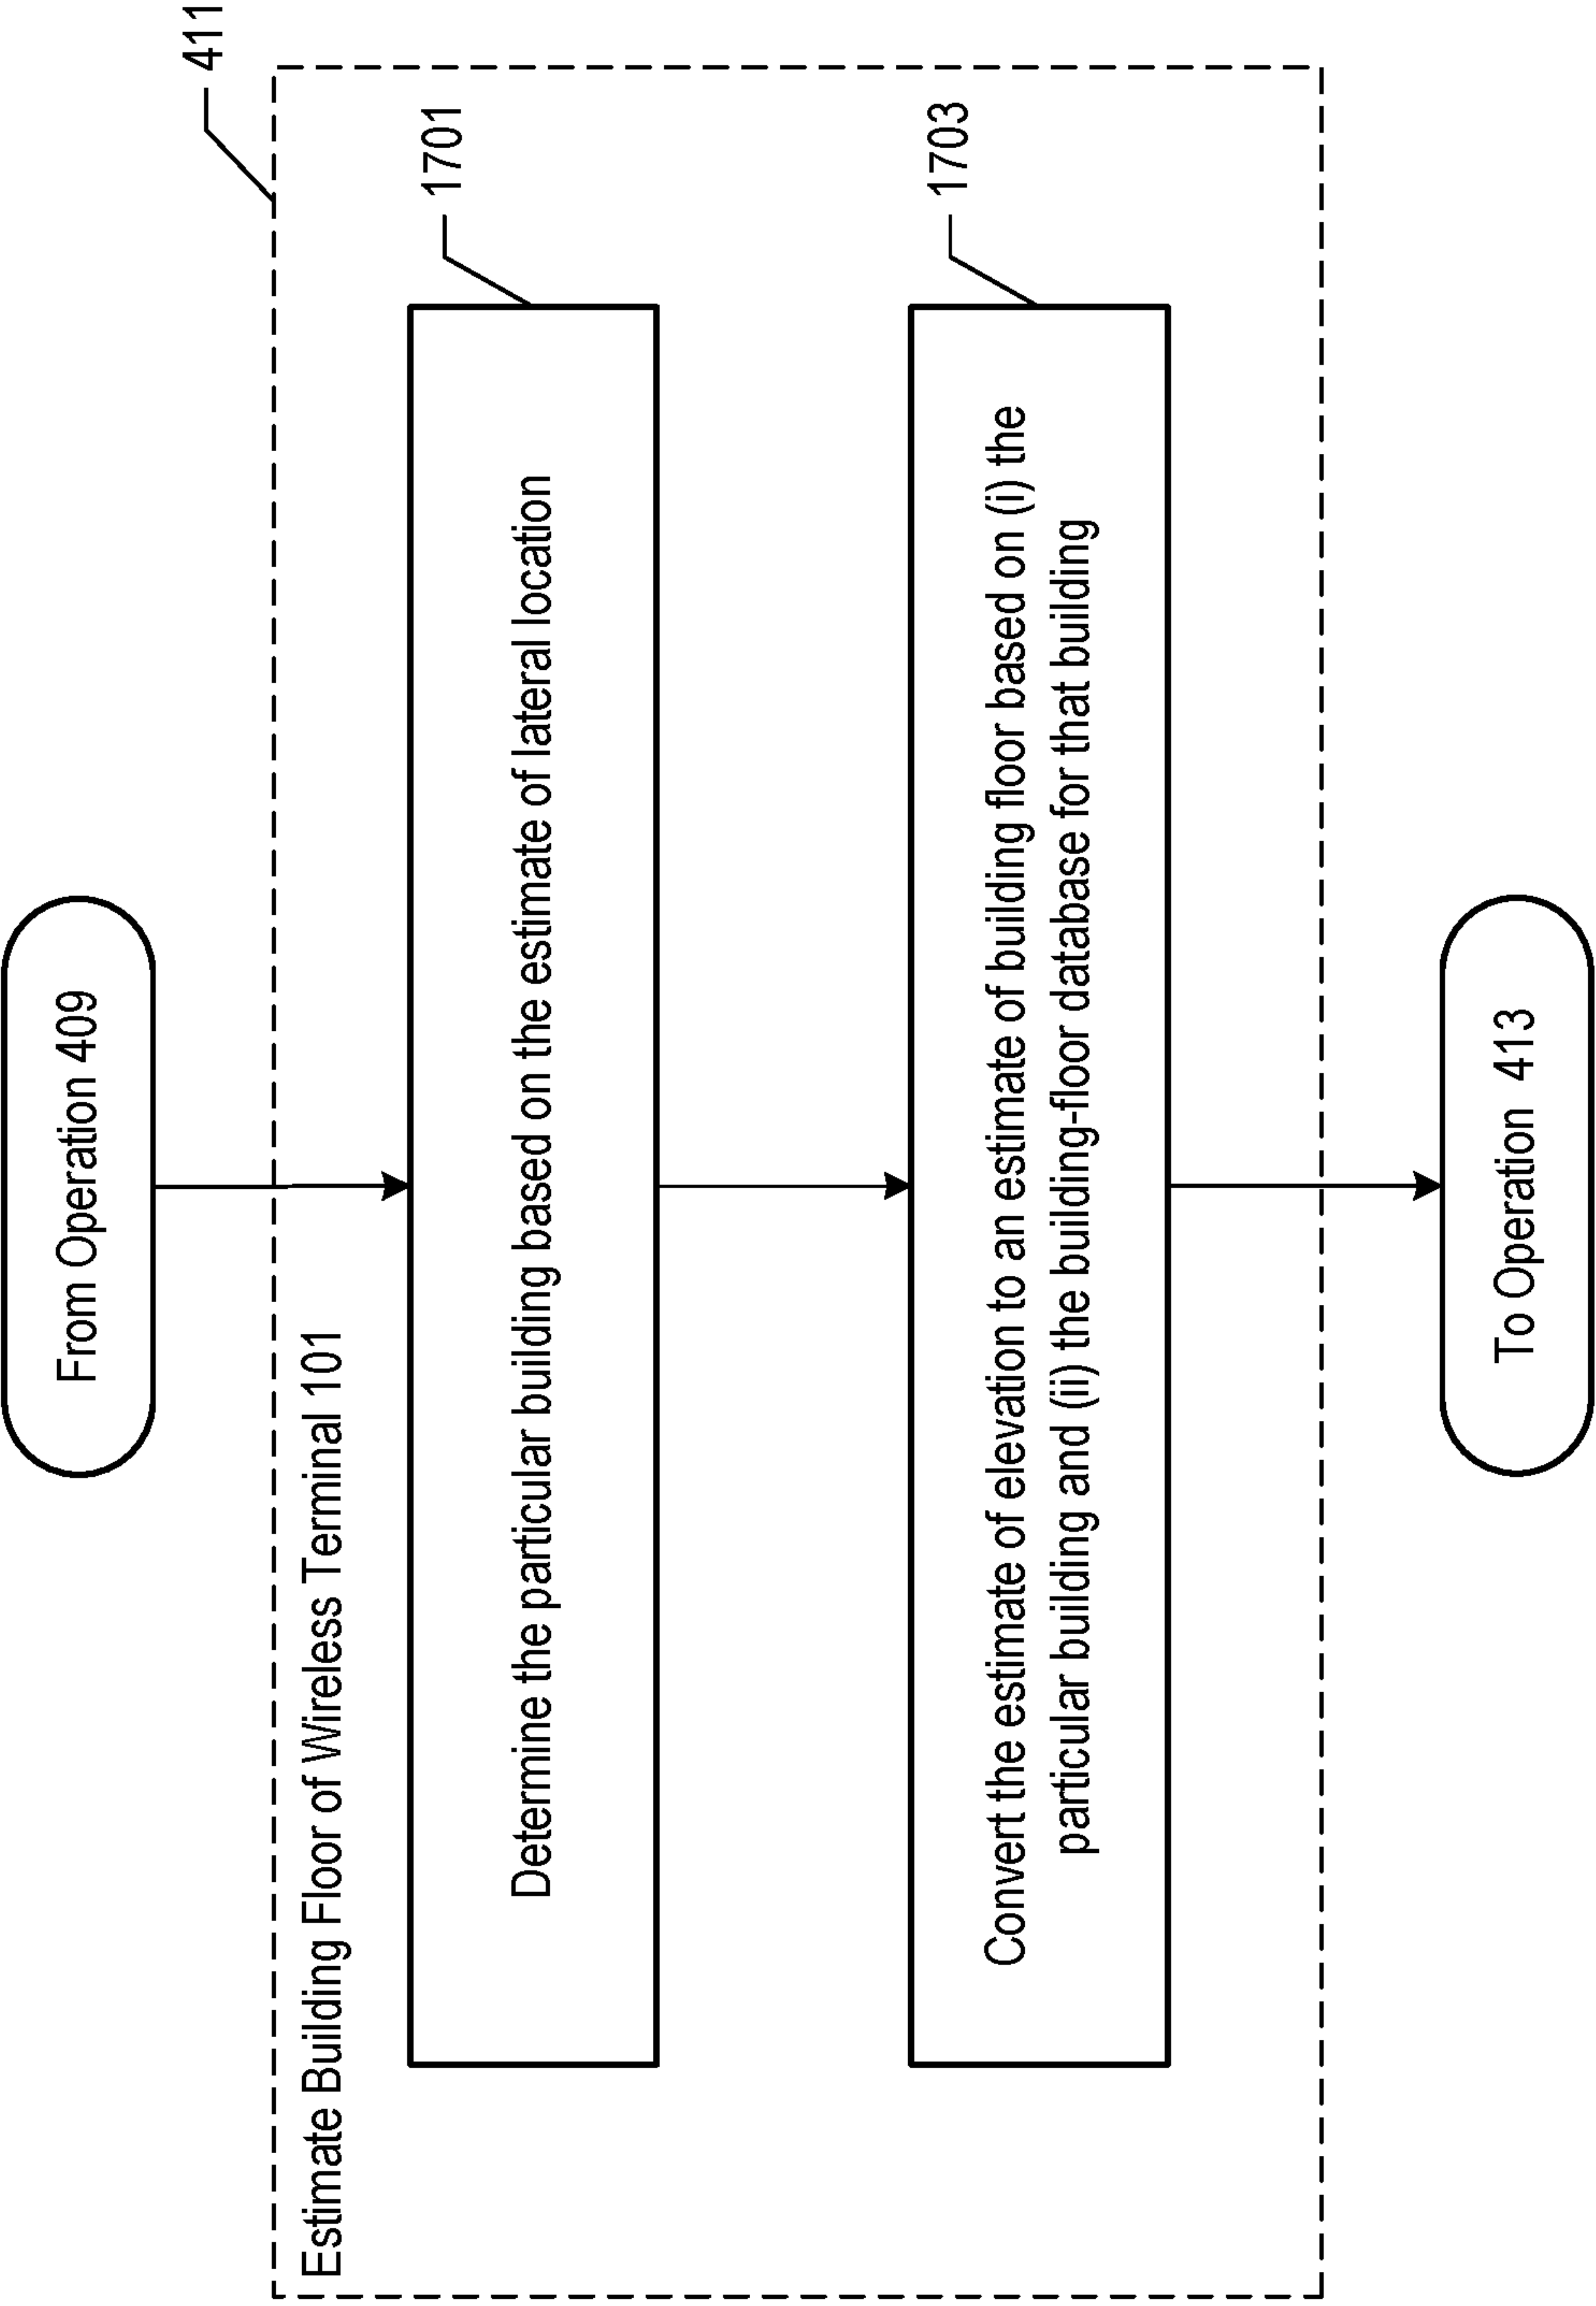 From Operation 409
411
Estimate Building Floor of Wireless Terminal 101
1701
Determine the particular building based on the estimate of lateral location
1703
Convert the estimate of elevation to an estimate of building floor based on (i) the
particular building and (ii) the building-floor database for that building
To Operation 413